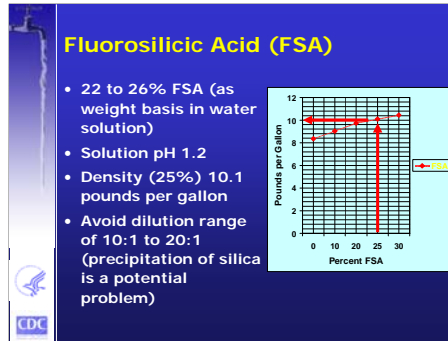 Fluorosilicic Acid (FSA)
• 22 to 26% FSA (as
weight basis in water
solution)
• Solution pH 1.2
• Density (25%) 10.1
pounds per gallon
• Avoid dilution range
of 10:1 to 20:1
(precipitation of silica
is a potential
problem)
Pounds per Gallon
12
10
8
6
4
2
0
0 10 20 25 30
Percent FSA
FSA
CDC